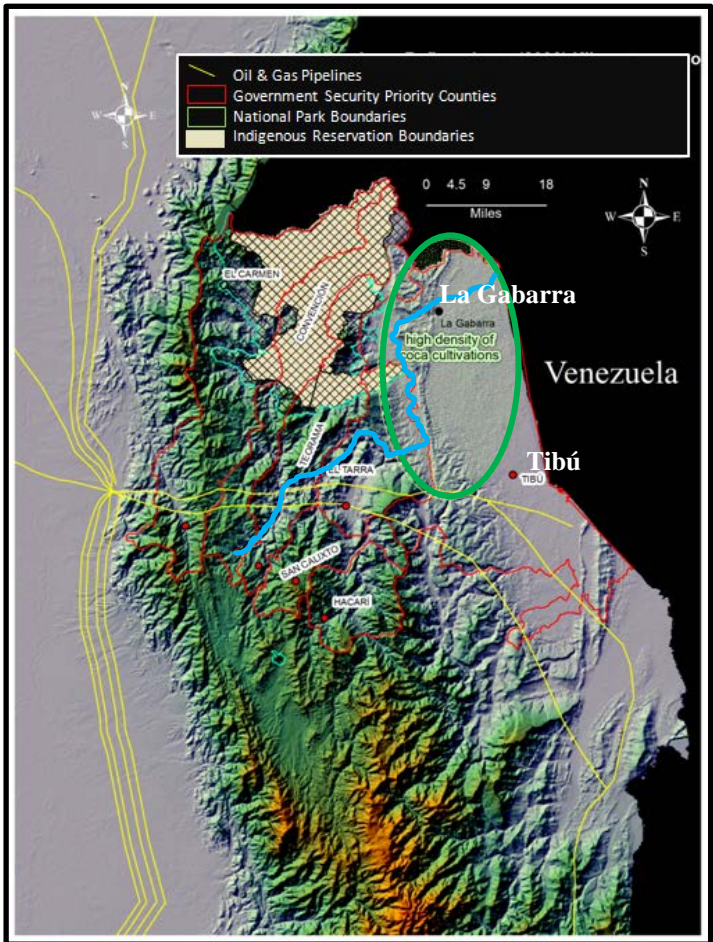 Oil & Gas Pipelines
Government Security Priority Counties
National Park Boundaries
Indigenous Reservation Boundaries
N
W E
S
0 4.5 9 18
Miles
N
W E
S
EL CARMEN
CONVENCIÓN
La Gabarra
La Gabarra
high density of
coca cultivations
Venezuela
TEORAMA
EL TARRA
Tibú
TIBÚ
SAN CALIXTO
HACARÍ